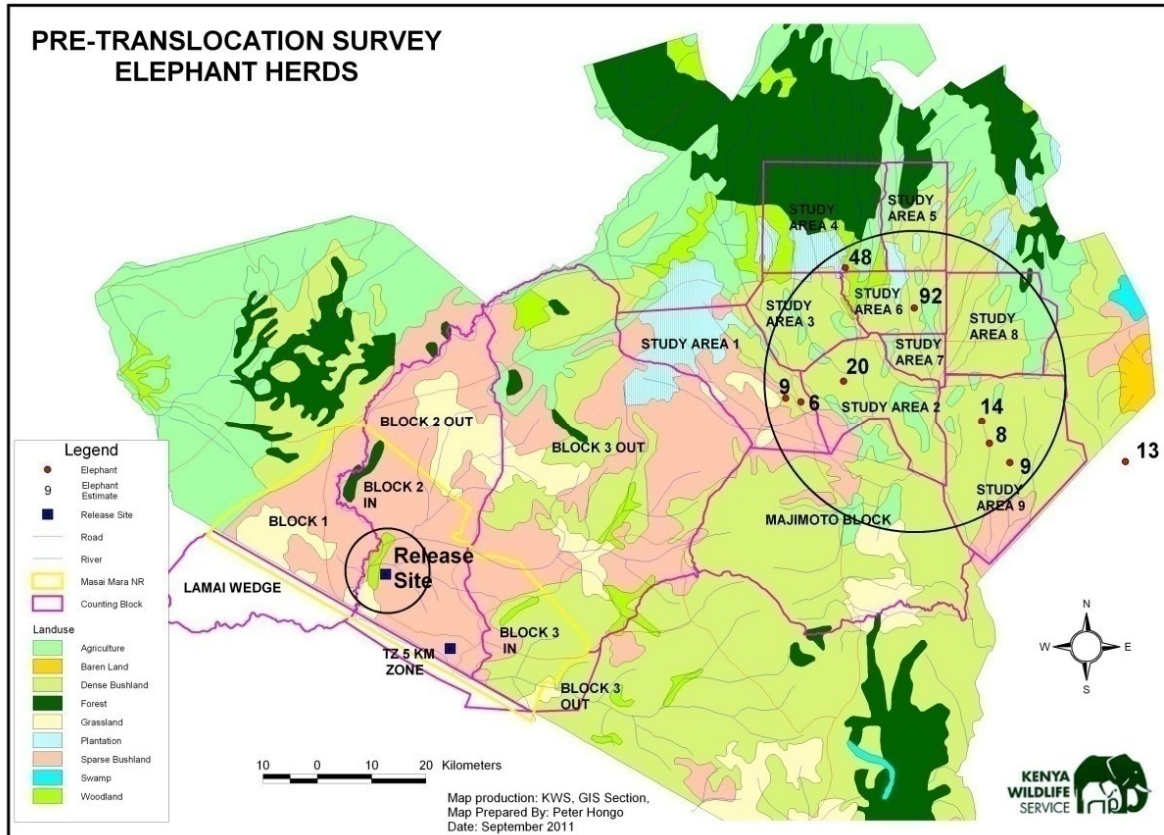 PRE-TRANSLOCATION SURVEY
ELEPHANT HERDS
STUDY
AREA 5
STUDY
AREA 4
48
92
STUDY
AREA 6
STUDY
AREA 3
STUDY
AREA 8
STUDY AREA 1
STUDY
AREA 7
20
9
6
STUDY AREA 2
14
8
9
13
STUDY
AREA 9
BLOCK 2 OUT
BLOCK 3 OUT
BLOCK 2
IN
BLOCK 1
MAJIMOTO BLOCK
Release
Site
LAMAI WEDGE
BLOCK 3
IN
TZ 5 KM
ZONE
BLOCK 3
OUT
Legend
Elephant
9
Elephant
Estimate
Release Site
Road
River
Masai Mara NR
Counting Block
Landuse
Agriculture
Baren Land
Dense Bushland
Forest
Grassland
Plantation
Sparse Bushland
Swamp
Woodland
10 0 10 20 Kilometers
Map production: KWS, GIS Section,
Map Prepared By: Peter Hongo
Date: September 2011
N
W E
S
KENYA
WILDLIFE
SERVICE